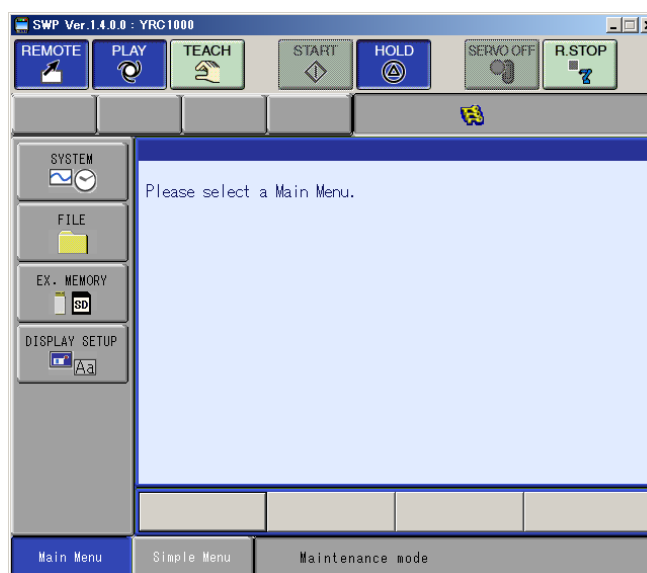 SWP Ver.1.4.0.0 : YRC1000
REMOTE PLAY TEACH START HOLD SERVO OFF R.STOP
SYSTEM
Please select a Main Menu.
FILE
EX. MEMORY
SD
DISPLAY SETUP
Aa
Main Menu Simple Menu Maintenance mode